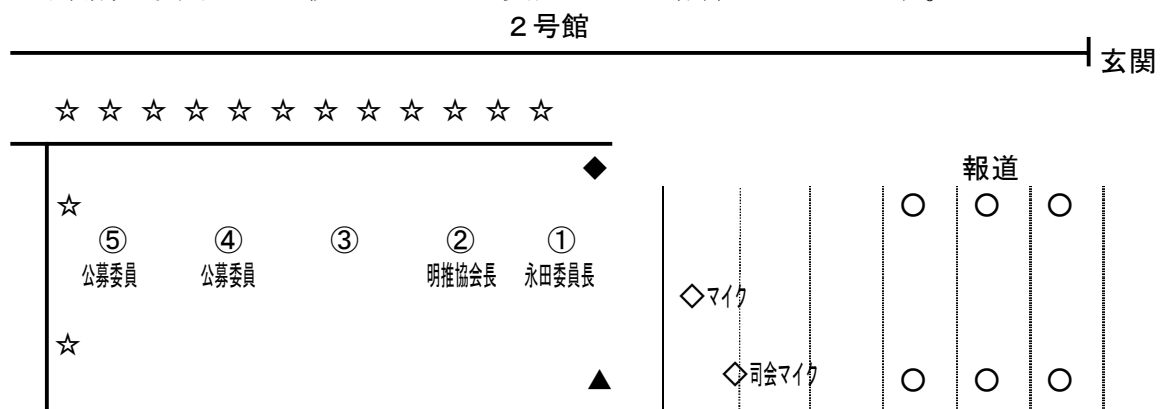 2号館
玄関
☆ ☆ ☆ ☆ ☆ ☆ ☆ ☆ ☆ ☆ ☆ ☆
◆
報道
☆
○ ○ ○
⑤ ④ ③ ② ①
公募委員 公募委員 明推協会長 永田委員長
◇マイク
☆
▲
◇司会マイク
○ ○ ○